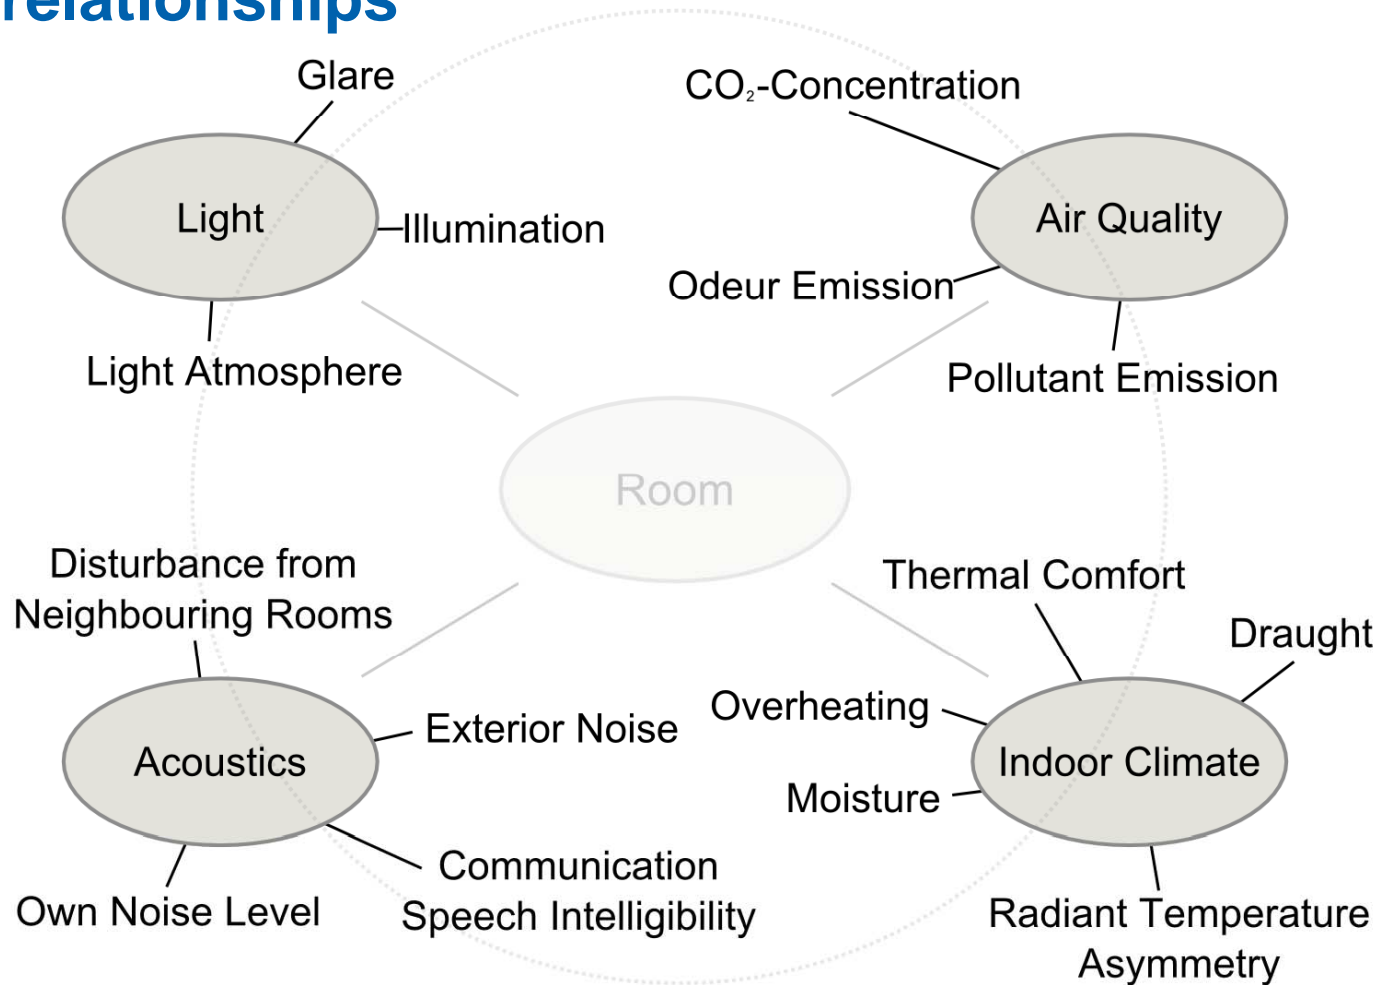 relationships
Glare
CO₂-Concentration
Light
Air Quality
Illumination
Odeur Emission
Light Atmosphere
Pollutant Emission
Room
Disturbance from
Neighbouring Rooms
Thermal Comfort
Draught
Overheating
Exterior Noise
Acoustics
Indoor Climate
Moisture
Communication
Speech Intelligibility
Own Noise Level
Radiant Temperature
Asymmetry